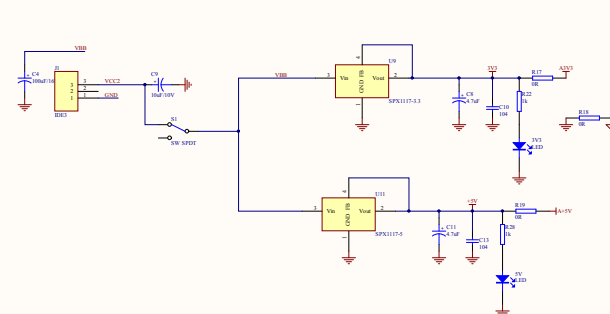 VBB
C4
100uF/16
J1
3
2
1
3
2
1
IDE3
VCC2
GND
C9
10uF/10V
S1
SW SPDT
VBB
U9
4
3
Vin
GND
FB
Vout
2
1
SPX1117-3.3
3V3
C8
4.7uF
C10
104
R17
0R
A3V3
R22
1k
3V3
LED
R18
0R
U11
4
3
Vin
GND
FB
Vout
2
1
SPX1117-5
+5V
C11
4.7uF
C13
104
R19
0R
A+5V
1k
5V
LED